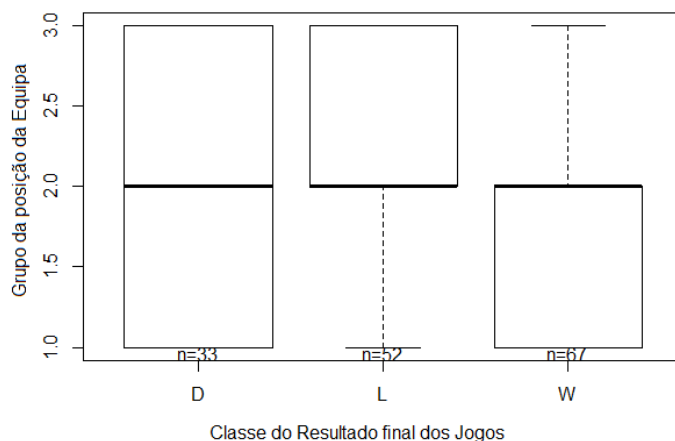 Grupo da posição da Equipa
3.0
2.5
2.0
1.5
1.0
n=33 n=52 n=67
D L W
Classe do Resultado final dos Jogos